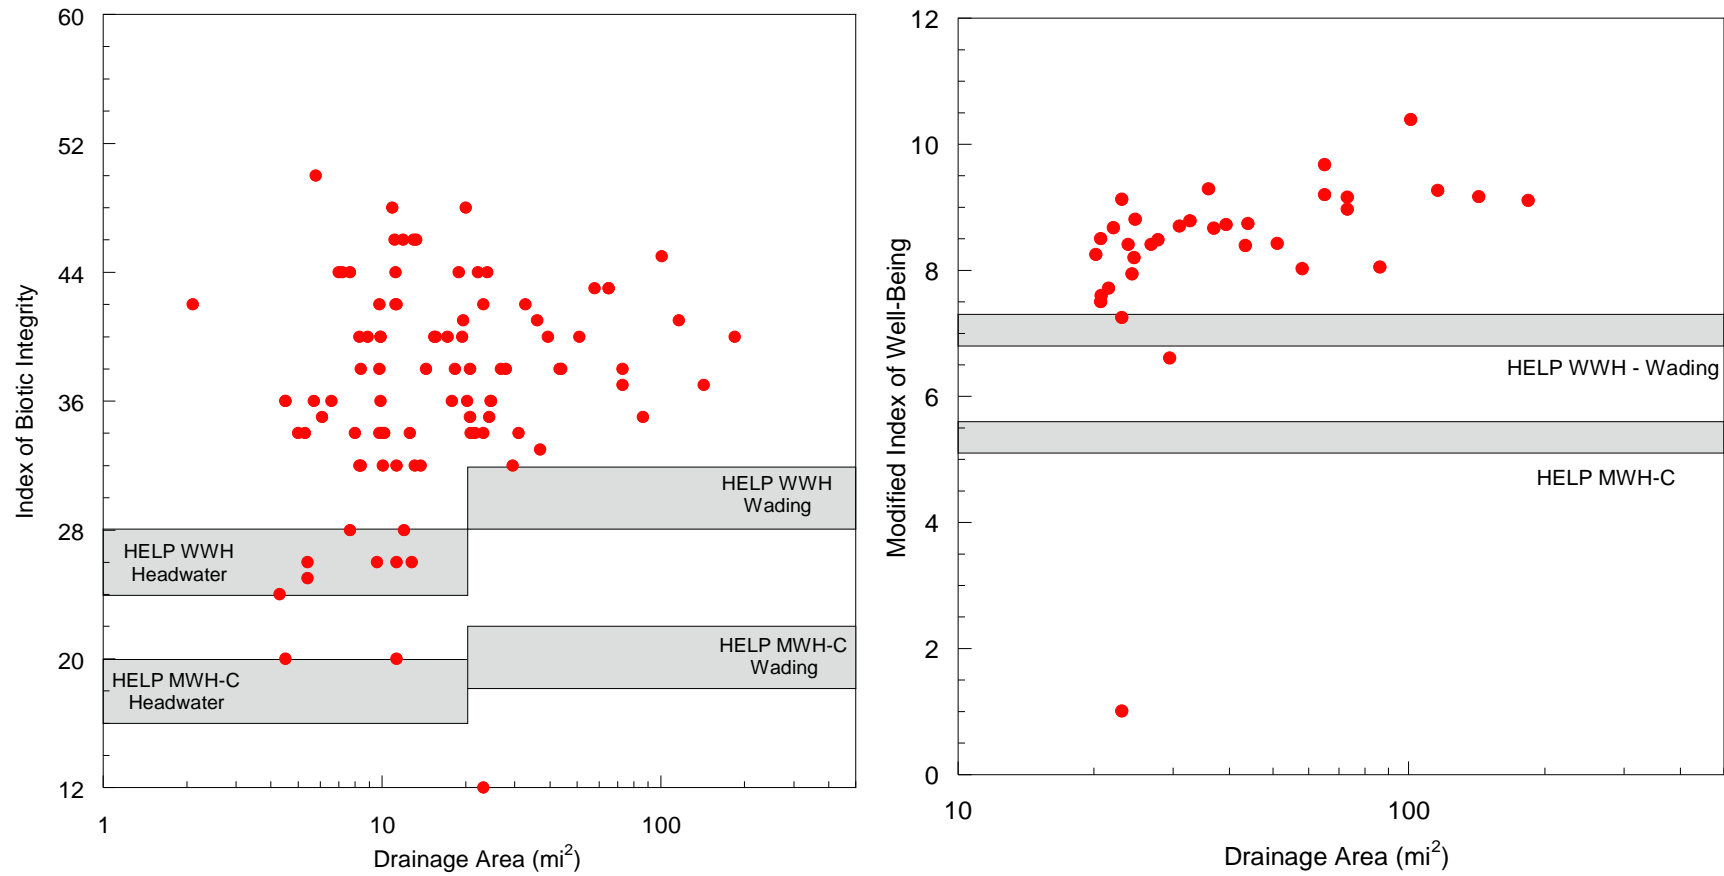 60
52
44
36
28
20
12
Index of Biotic Integrity
HELP WWH
Wading
HELP WWH
Headwater
HELP MWH-C
Wading
HELP MWH-C
Headwater
1
10
100
Drainage Area (mi²)
12
10
8
6
4
2
0
Modified Index of Well-Being
HELP WWH - Wading
HELP MWH-C
10
100
Drainage Area (mi²)